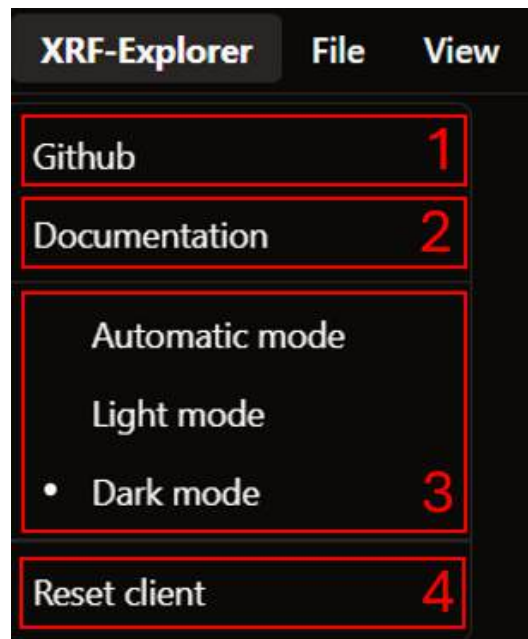 XRF-Explorer File View
Github 1
Documentation 2
Automatic mode
Light mode
• Dark mode 3
Reset client 4